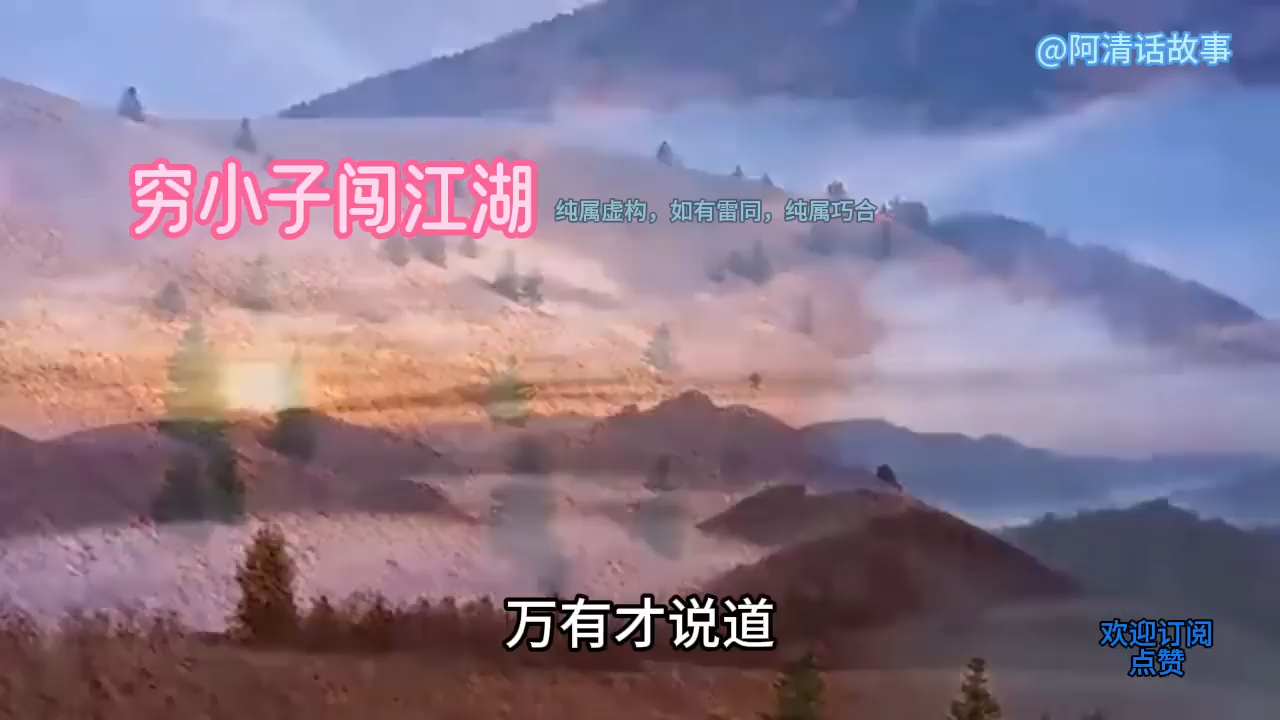 @阿清话故事
穷小子闯江湖
纯属虚构，如有雷同，纯属巧合
万有才说道
欢迎订阅
点赞